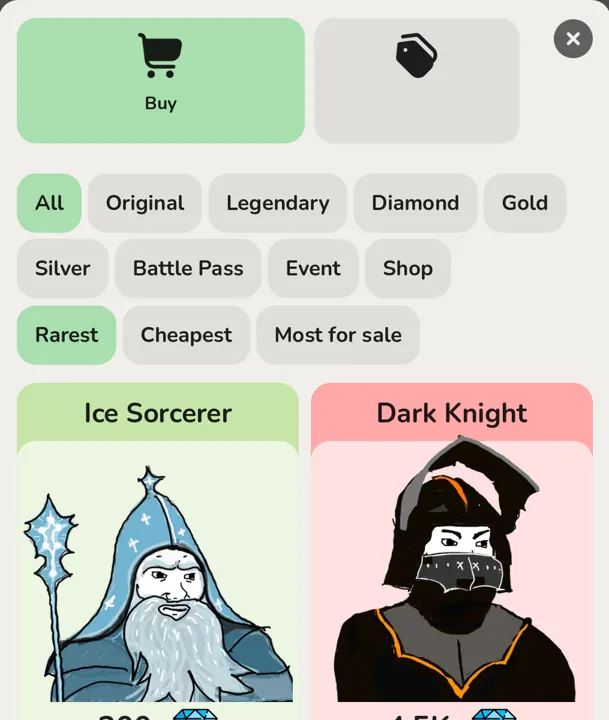 Buy
All Original Legendary Diamond Gold
Silver Battle Pass Event Shop
Rarest Cheapest Most for sale
Ice Sorcerer Dark Knight